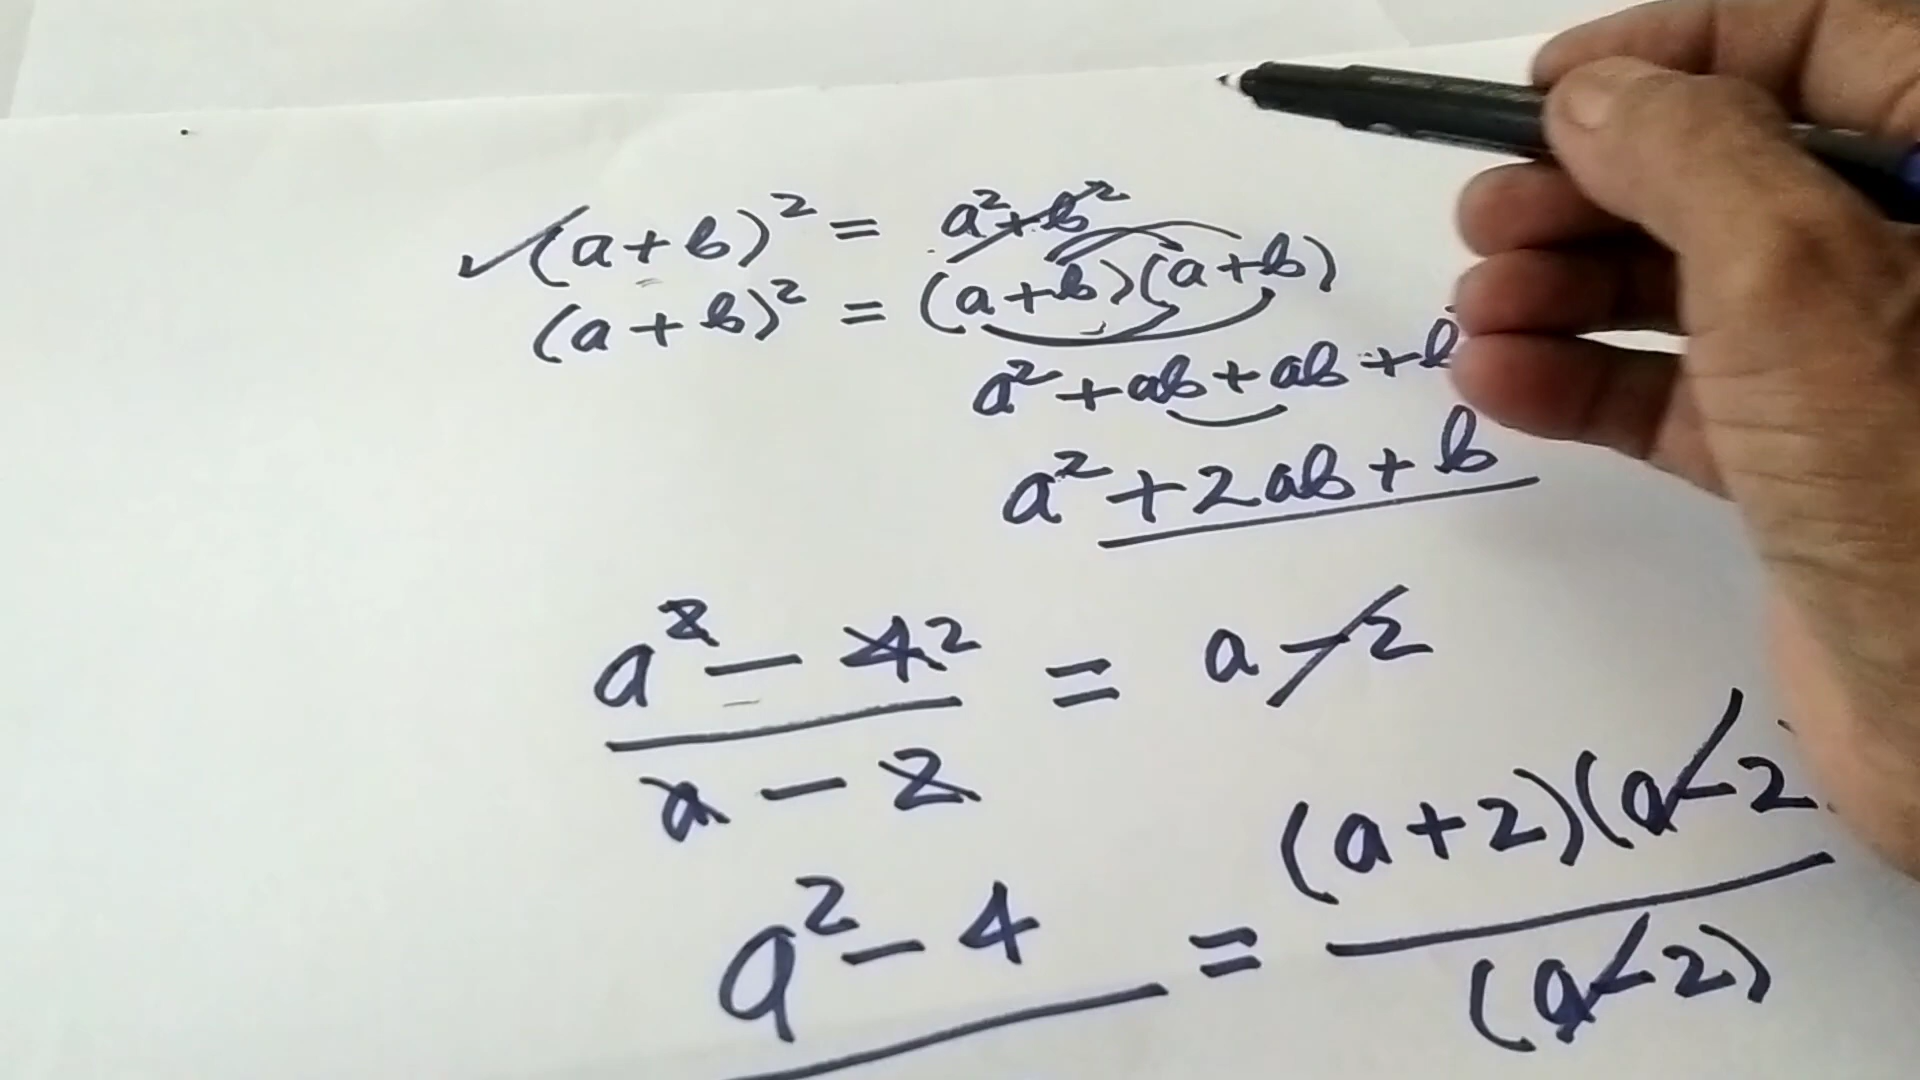 ✓(a+b)² = a²+b²
(a+b)² = (a+b)(a+b)
a²+ab+ab+b
a²+2ab+b
a² − 4² = a−2
a − 2
a² − 4 = (a+2)(a−2
(a−2)